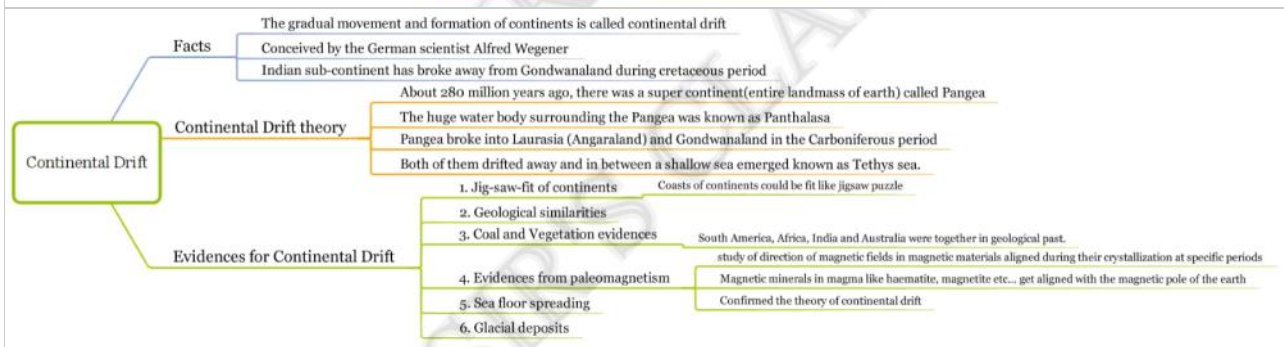 The gradual movement and formation of continents is called continental drift
Facts
Conceived by the German scientist Alfred Wegener
Indian sub-continent has broke away from Gondwanaland during cretaceous period
About 280 million years ago, there was a super continent(entire landmass of earth) called Pangea
Continental Drift theory
The huge water body surrounding the Pangea was known as Panthalasa
Pangea broke into Laurasia (Angaraland) and Gondwanaland in the Carboniferous period
Continental Drift
Both of them drifted away and in between a shallow sea emerged known as Tethys sea.
1. Jig-saw-fit of continents
Coasts of continents could be fit like jigsaw puzzle
2. Geological similarities
3. Coal and Vegetation evidences
South America, Africa, India and Australia were together in geological past.
Evidences for Continental Drift
study of direction of magnetic fields in magnetic materials aligned during their crystallization at specific periods
4. Evidences from paleomagnetism
Magnetic minerals in magma like haematite, magnetite etc... get aligned with the magnetic pole of the earth
Confirmed the theory of continental drift
5. Sea floor spreading
6. Glacial deposits